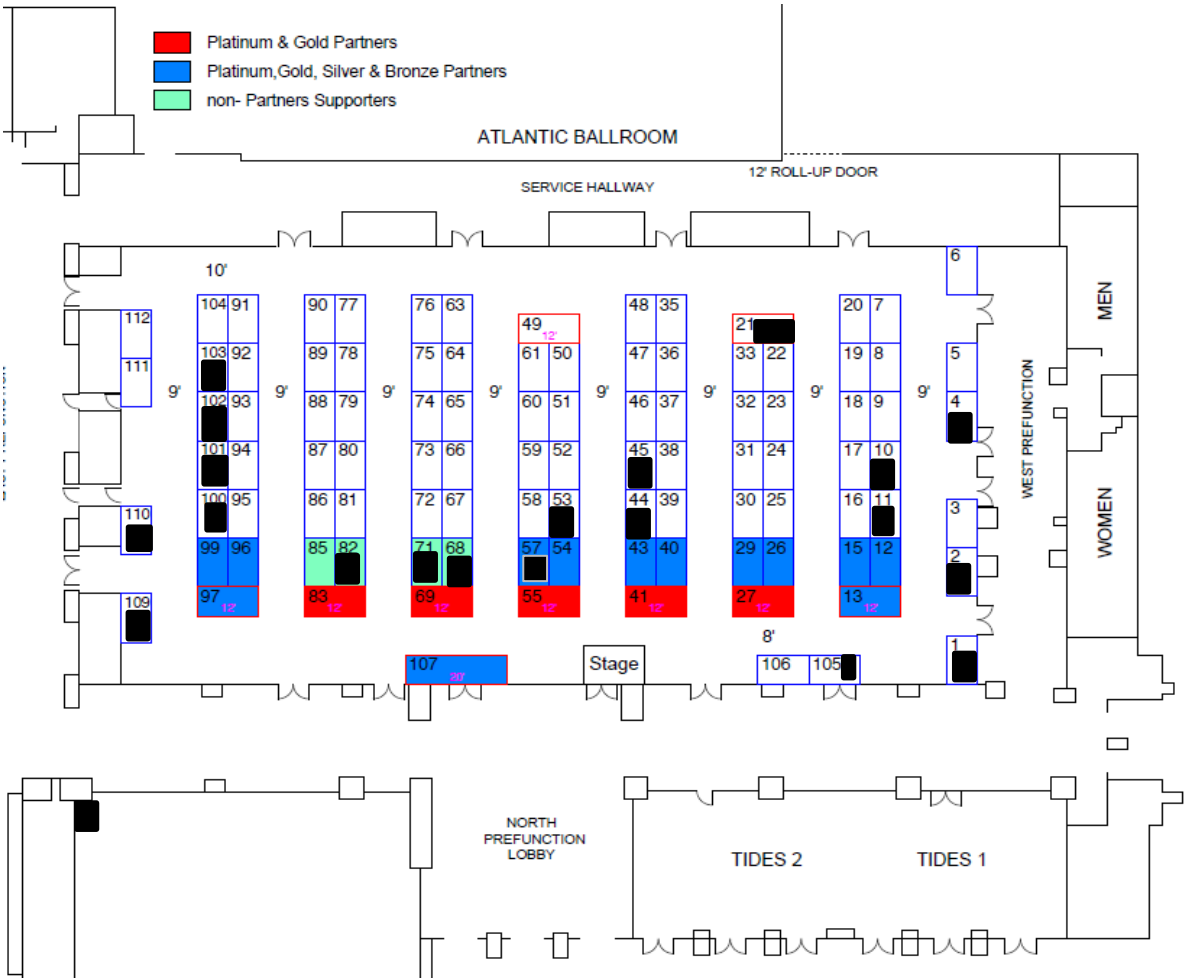 Platinum & Gold Partners
Platinum,Gold, Silver & Bronze Partners
non- Partners Supporters
ATLANTIC BALLROOM
12' ROLL-UP DOOR
SERVICE HALLWAY
6
10'
104 91 90 77 76 63 48 35 20 7
112
49 12' 21
MEN
103 92 89 78 75 64 61 50 47 36 33 22 19 8 5
111
9' 9' 9' 9' 9' 9' 9' 9'
102 93 88 79 74 65 60 51 46 37 32 23 18 9 4
WEST PREFUNCTION
101 94 87 80 73 66 59 52 45 38 31 24 17 10
100 95 86 81 72 67 58 53 44 39 30 25 16 11 3
110
WOMEN
99 96 85 82 71 68 57 54 43 40 29 26 15 12 2
97 12' 83 12' 69 12' 55 12' 41 12' 27 12' 13 12'
109
8'
1
107 20' Stage 106 105
NORTH
PREFUNCTION
LOBBY
TIDES 2 TIDES 1